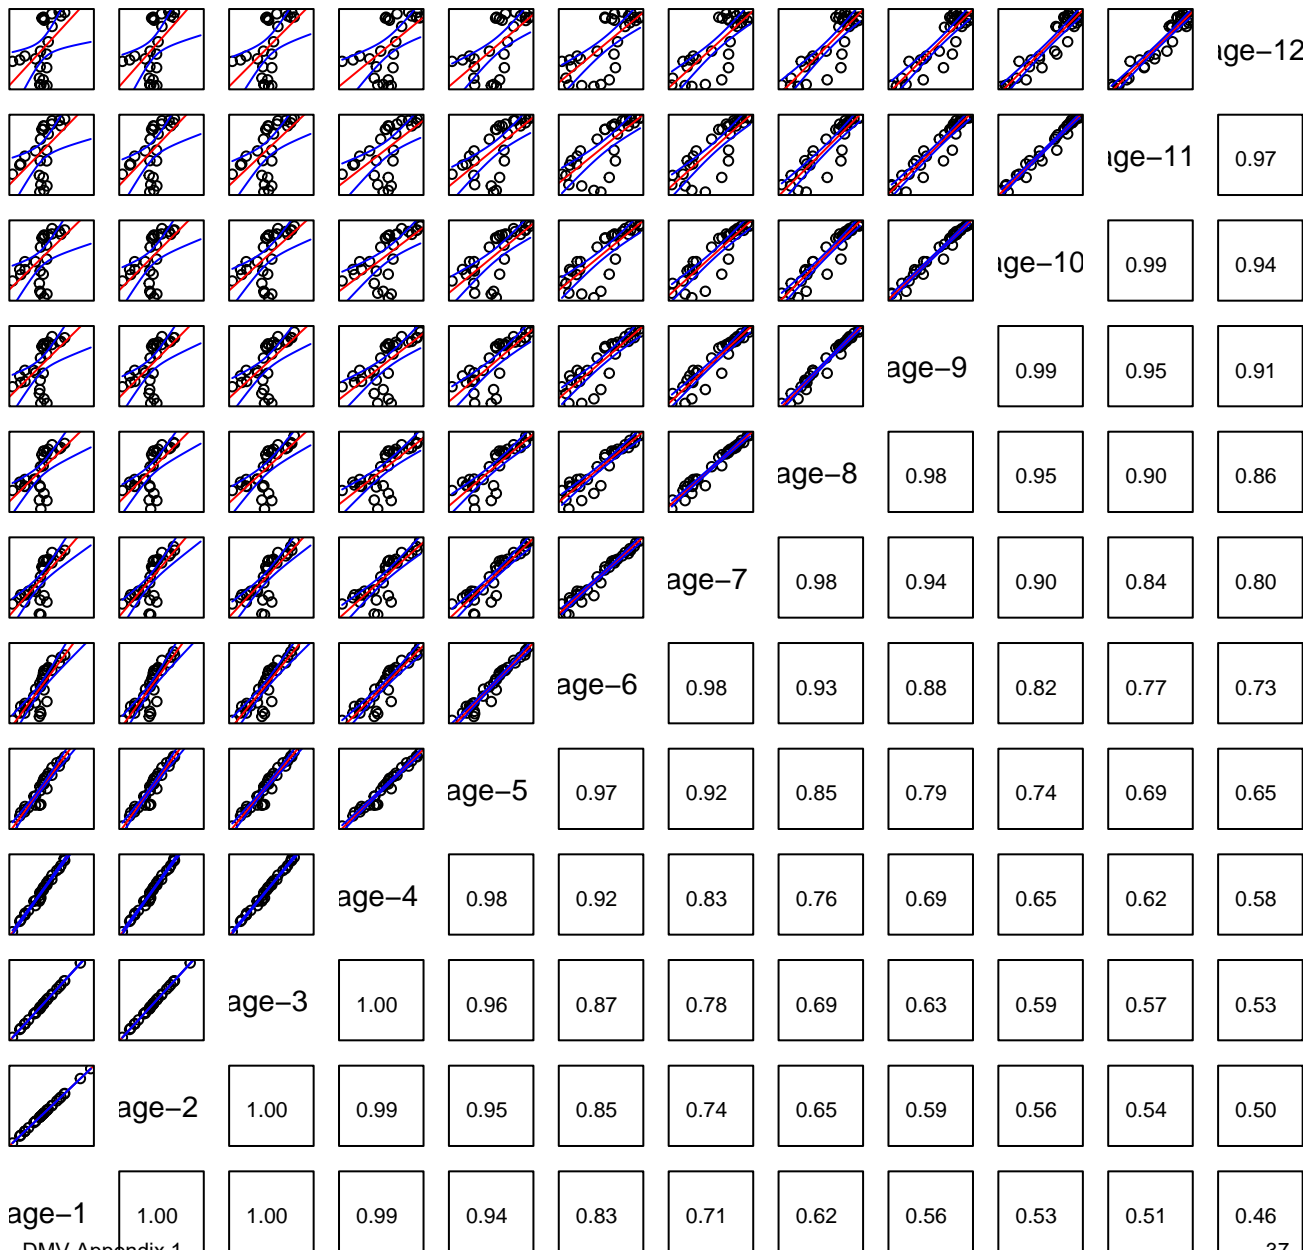 age−12
age−11 0.97
age−10 0.99 0.94
age−9 0.99 0.95 0.91
age−8 0.98 0.95 0.90 0.86
age−7 0.98 0.94 0.90 0.84 0.80
age−6 0.98 0.93 0.88 0.82 0.77 0.73
age−5 0.97 0.92 0.85 0.79 0.74 0.69 0.65
age−4 0.98 0.92 0.83 0.76 0.69 0.65 0.62 0.58
age−3 1.00 0.96 0.87 0.78 0.69 0.63 0.59 0.57 0.53
age−2 1.00 0.99 0.95 0.85 0.74 0.65 0.59 0.56 0.54 0.50
age−1 1.00 1.00 0.99 0.94 0.83 0.71 0.62 0.56 0.53 0.51 0.46
DMV Appendix 1 37